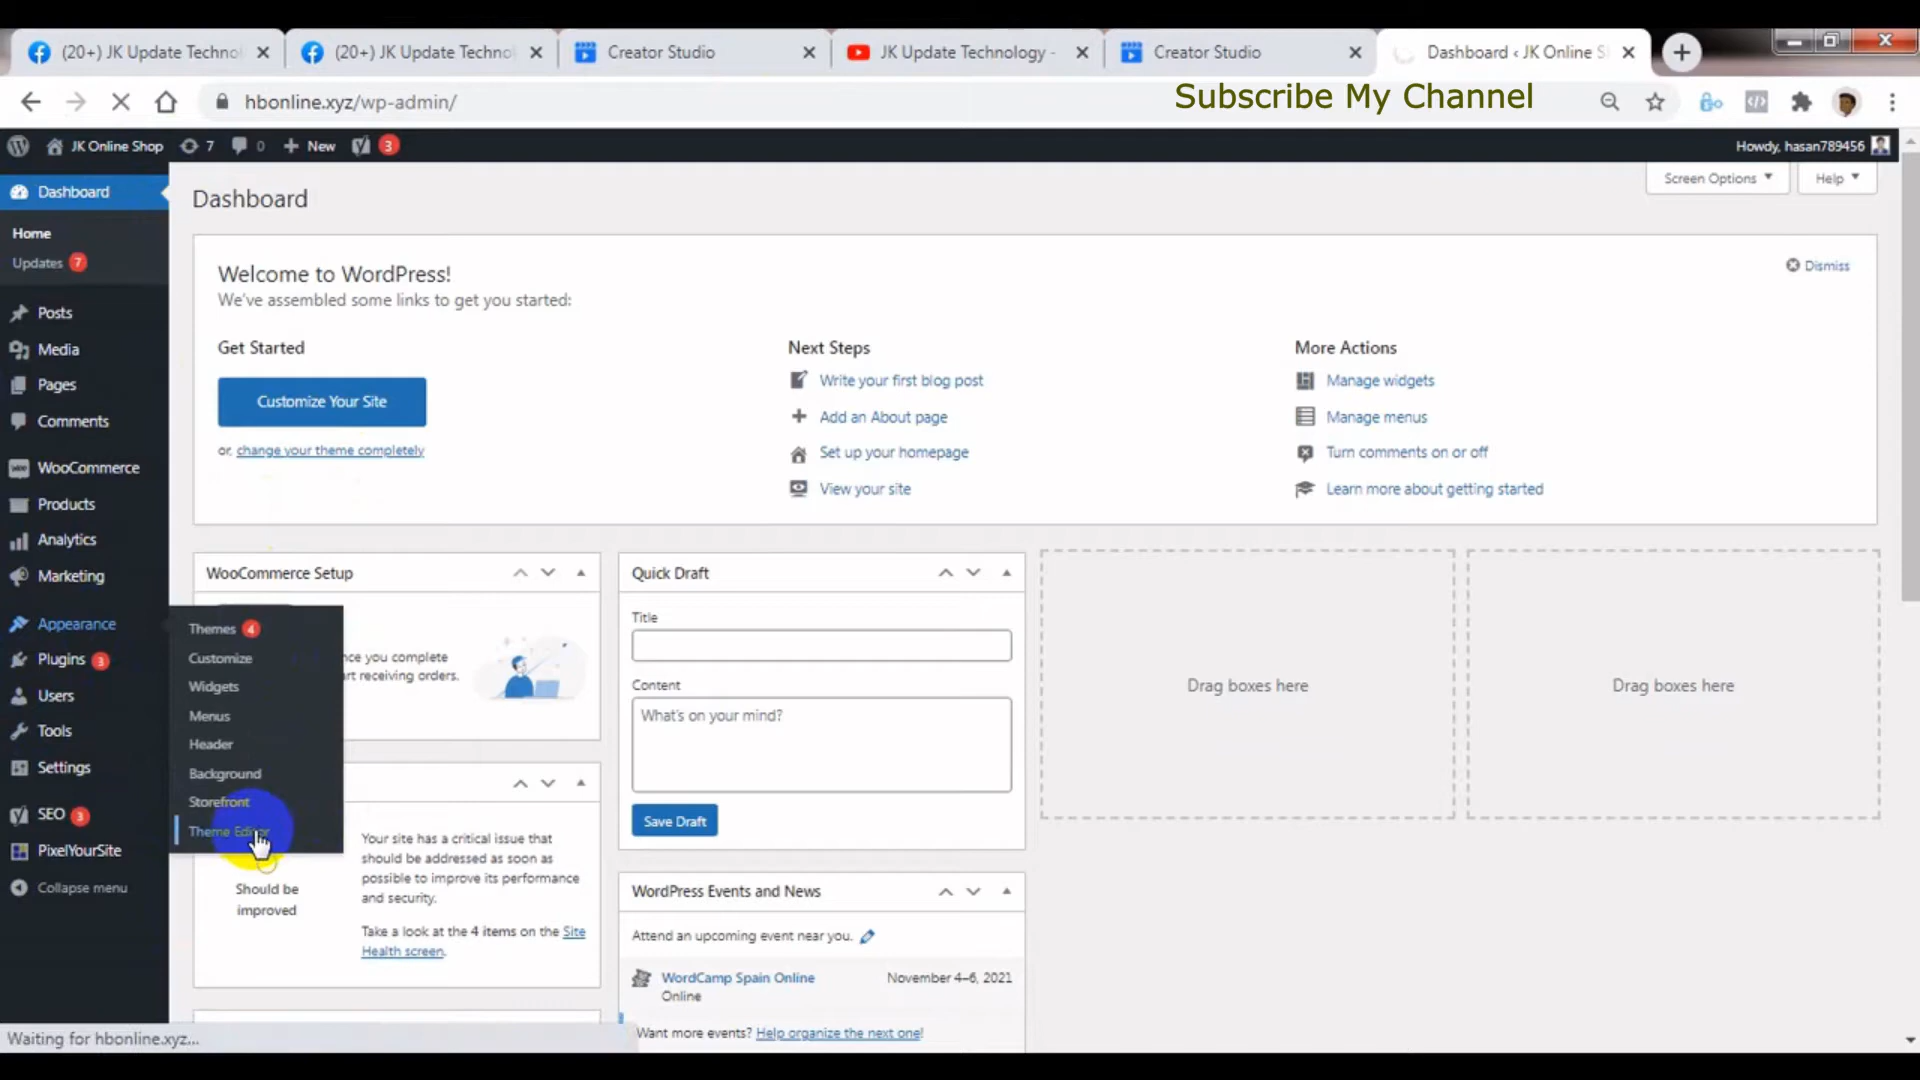 (20+) JK Update Techno
(20+) JK Update Techno
Creator Studio
JK Update Technology -
Creator Studio
Dashboard ‹ JK Online S
hbonline.xyz/wp-admin/
Subscribe My Channel
JK Online Shop
7
0
New
3
Howdy, hasan789456
Dashboard
Home
Updates 7
Posts
Media
Pages
Comments
WooCommerce
Products
Analytics
Marketing
Appearance
Plugins 3
Users
Tools
Settings
SEO 3
PixelYourSite
Collapse menu
Themes 4
Customize
Widgets
Menus
Header
Background
Storefront
Theme Editor
Dashboard
Screen Options
Help
Welcome to WordPress!
We've assembled some links to get you started:
Dismiss
Get Started
Customize Your Site
or, change your theme completely
Next Steps
Write your first blog post
Add an About page
Set up your homepage
View your site
More Actions
Manage widgets
Manage menus
Turn comments on or off
Learn more about getting started
WooCommerce Setup
nce you complete
art receiving orders.
Should be
improved
Your site has a critical issue that
should be addressed as soon as
possible to improve its performance
and security.
Take a look at the 4 items on the Site
Health screen.
Quick Draft
Title
Content
What's on your mind?
Save Draft
WordPress Events and News
Attend an upcoming event near you.
WordCamp Spain Online
November 4–6, 2021
Online
Want more events? Help organize the next one!
Drag boxes here
Drag boxes here
Waiting for hbonline.xyz...